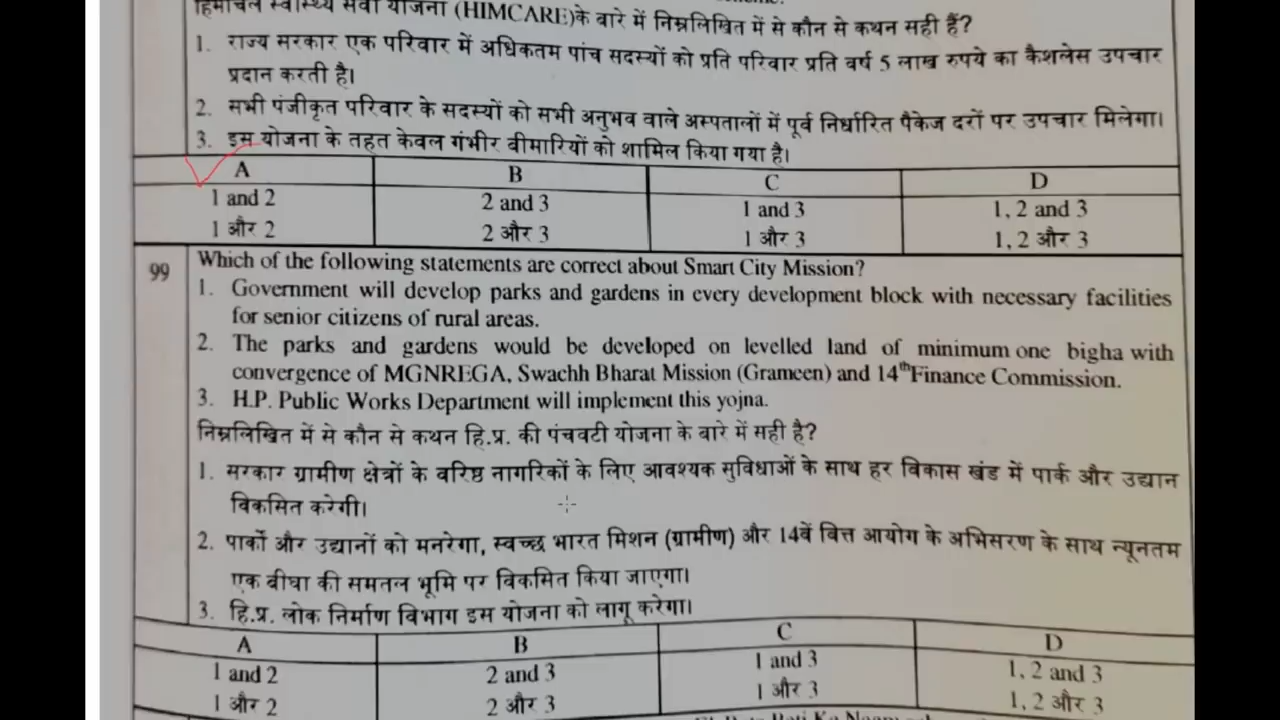 हिमाचल स्वास्थ्य सेवा योजना (HIMCARE)के बारे में निम्नलिखित में से कौन से कथन सही हैं?
1. राज्य सरकार एक परिवार में अधिकतम पांच सदस्यों को प्रति परिवार प्रति वर्ष 5 लाख रुपये का कैशलेस उपचार
प्रदान करती है।
2. सभी पंजीकृत परिवार के सदस्यों को सभी अनुभव वाले अस्पतालों में पूर्व निर्धारित पैकेज दरों पर उपचार मिलेगा।
3. इस योजना के तहत केवल गंभीर बीमारियों को शामिल किया गया है।
A B C D
1 and 2 2 and 3 1 and 3 1, 2 and 3
1 और 2 2 और 3 1 और 3 1, 2 और 3
99 Which of the following statements are correct about Smart City Mission?
1. Government will develop parks and gardens in every development block with necessary facilities
for senior citizens of rural areas.
2. The parks and gardens would be developed on levelled land of minimum one bigha with
convergence of MGNREGA, Swachh Bharat Mission (Grameen) and 14th Finance Commission.
3. H.P. Public Works Department will implement this yojna.
निम्नलिखित में से कौन से कथन हि.प्र. की पंचवटी योजना के बारे में सही है?
1. सरकार ग्रामीण क्षेत्रों के वरिष्ठ नागरिकों के लिए आवश्यक सुविधाओं के साथ हर विकास खंड में पार्क और उद्यान
विकसित करेगी।
2. पार्कों और उद्यानों को मनरेगा, स्वच्छ भारत मिशन (ग्रामीण) और 14वें वित्त आयोग के अभिसरण के साथ न्यूनतम
एक बीघा की समतल भूमि पर विकसित किया जाएगा।
3. हि.प्र. लोक निर्माण विभाग इस योजना को लागू करेगा।
A B C D
1 and 2 2 and 3 1 and 3 1, 2 and 3
1 और 2 2 और 3 1 और 3 1, 2 और 3